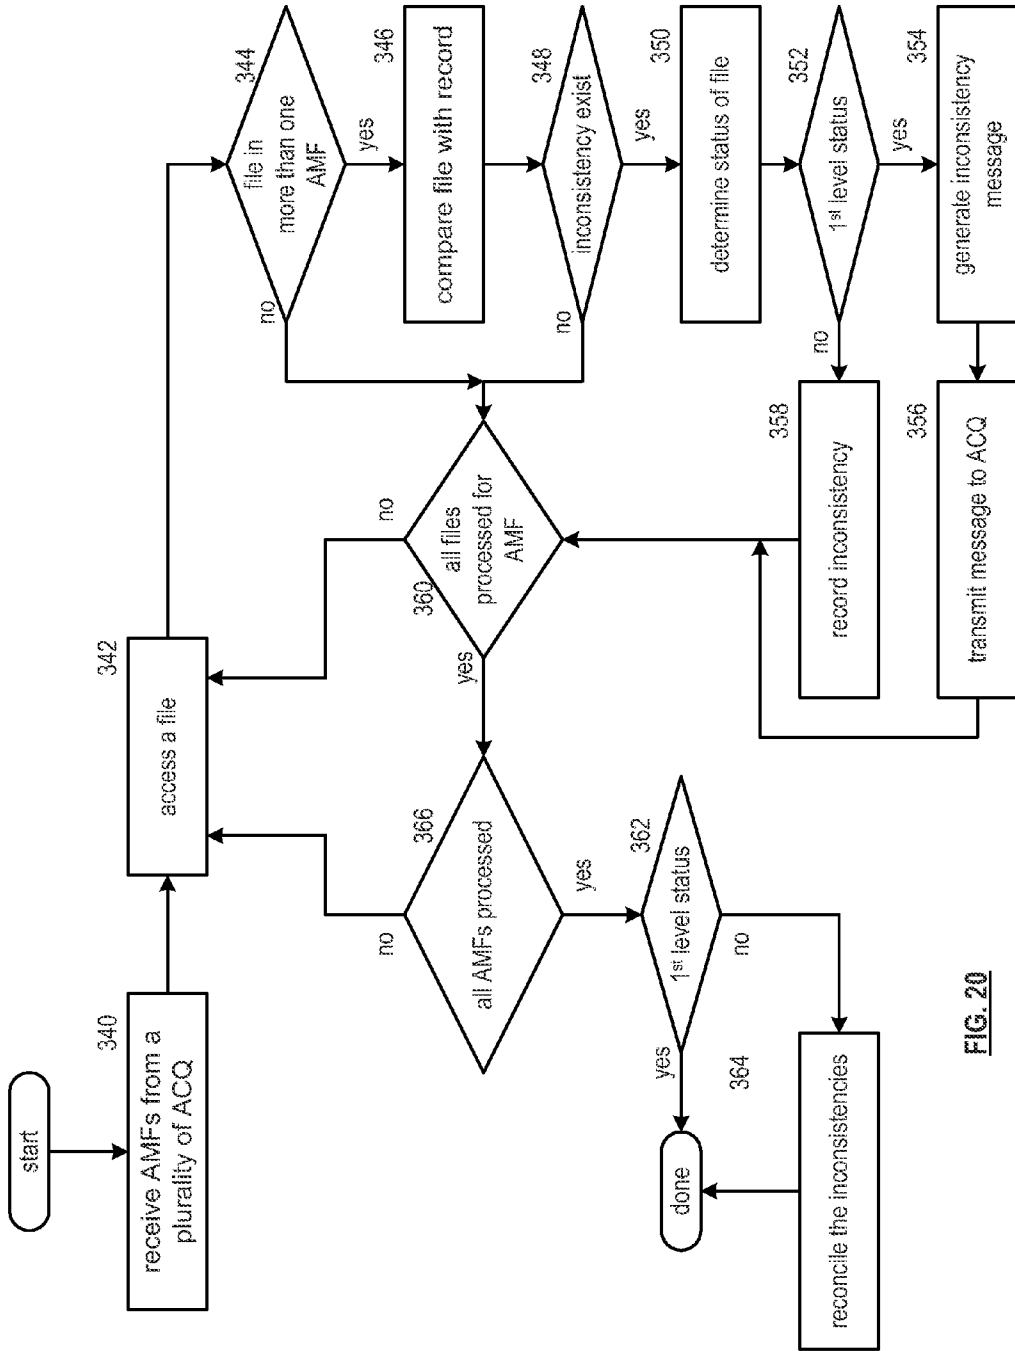 start
340
receive AMFs from a
plurality of ACQ
342
access a file
344
file in
more than one
AMF
no
yes
346
compare file with record
348
inconsistency exist
no
yes
350
determine status of file
352
1st level status
no
yes
354
generate inconsistency
message
356
transmit message to ACQ
358
record inconsistency
360
all files
processed for
AMF
no
yes
366
all AMFs processed
no
yes
362
1st level status
yes
no
364
reconcile the inconsistencies
done
FIG. 20